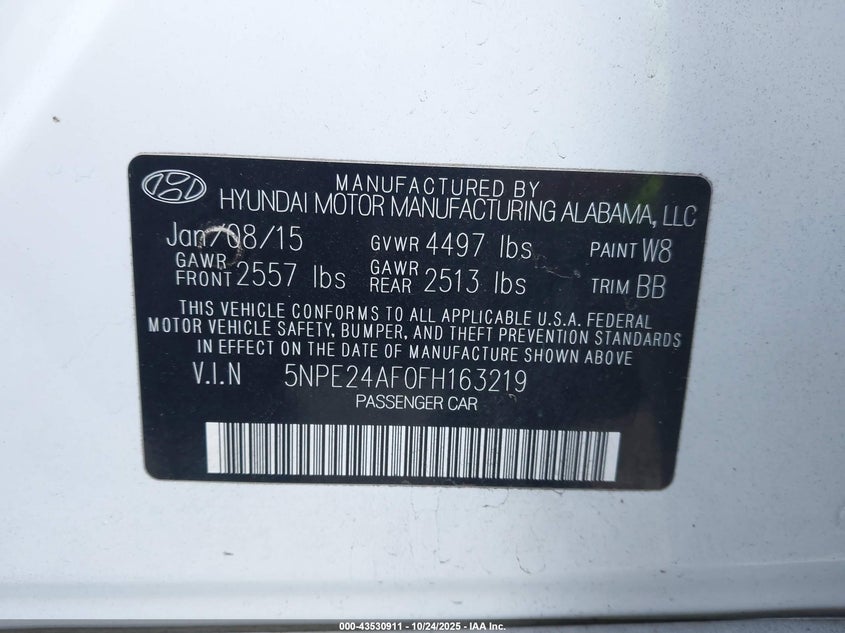 MANUFACTURED BY
HYUNDAI MOTOR MANUFACTURING ALABAMA, LLC
Jan/08/15 GVWR 4497 lbs PAINT W8
GAWR FRONT 2557 lbs GAWR REAR 2513 lbs TRIM BB
THIS VEHICLE CONFORMS TO ALL APPLICABLE U.S.A. FEDERAL
MOTOR VEHICLE SAFETY, BUMPER, AND THEFT PREVENTION STANDARDS
IN EFFECT ON THE DATE OF MANUFACTURE SHOWN ABOVE
V.I.N 5NPE24AF0FH163219
PASSENGER CAR
000-43530911 - 10/24/2025 - IAA Inc.